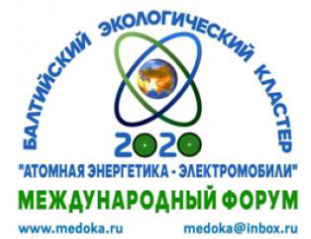 БАЛТИЙСКИЙ ЭКОЛОГИЧЕСКИЙ КЛАСТЕР
2020
"АТОМНАЯ ЭНЕРГЕТИКА - ЭЛЕКТРОМОБИЛИ"
МЕЖДУНАРОДНЫЙ ФОРУМ
www.medoka.ru medoka@inbox.ru